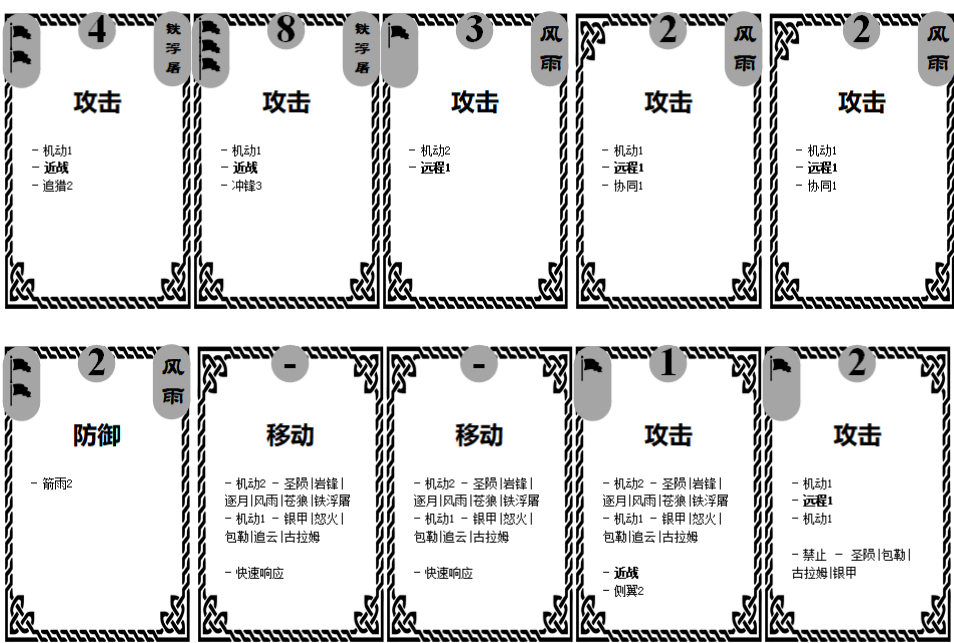 4
铁浮屠
攻击
- 机动1
- 近战
- 追猎2
8
铁浮屠
攻击
- 机动1
- 近战
- 冲锋3
3
风雨
攻击
- 机动2
- 远程1
2
风雨
攻击
- 机动1
- 远程1
- 协同1
2
风雨
攻击
- 机动1
- 远程1
- 协同1
2
风雨
防御
- 箭雨2
-
移动
- 机动2 - 圣陨|岩锋|
逐月|风雨|苍狼|铁浮屠
- 机动1 - 银甲|怒火|
包勒|追云|古拉姆
- 快速响应
-
移动
- 机动2 - 圣陨|岩锋|
逐月|风雨|苍狼|铁浮屠
- 机动1 - 银甲|怒火|
包勒|追云|古拉姆
- 快速响应
1
攻击
- 机动2 - 圣陨|岩锋|
逐月|风雨|苍狼|铁浮屠
- 机动1 - 银甲|怒火|
包勒|追云|古拉姆
- 近战
- 侧翼2
2
攻击
- 机动1
- 远程1
- 机动1
- 禁止 - 圣陨|包勒|
古拉姆|银甲